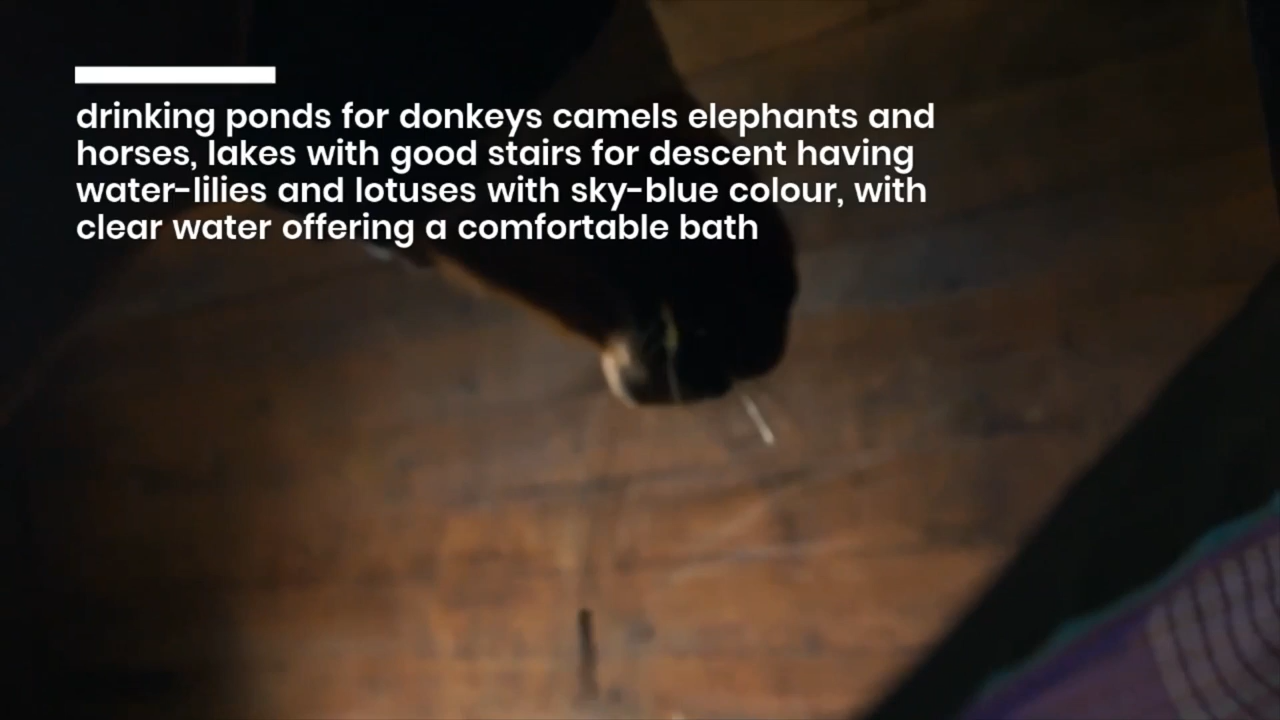 drinking ponds for donkeys camels elephants and
horses, lakes with good stairs for descent having
water-lilies and lotuses with sky-blue colour, with
clear water offering a comfortable bath